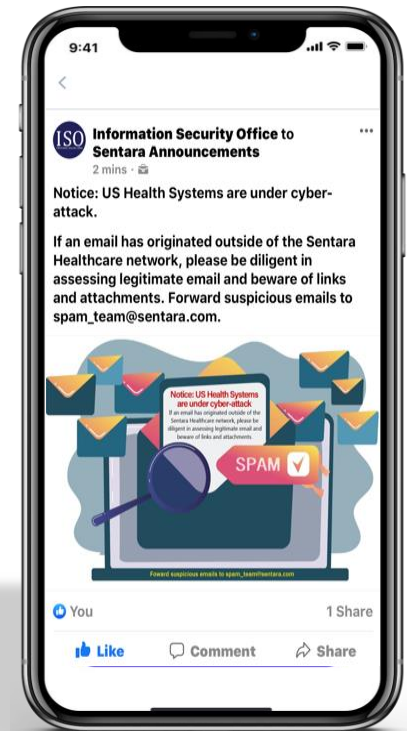 9:41
ISO
Information Security Office to
Sentara Announcements
2 mins ·
Notice: US Health Systems are under cyber-
attack.
If an email has originated outside of the Sentara
Healthcare network, please be diligent in
assessing legitimate email and beware of links
and attachments. Forward suspicious emails to
spam_team@sentara.com.
Notice: US Health Systems
are under cyber-attack
If an email has originated outside of the
Sentara Healthcare network, please be
diligent in assessing legitimate email and
beware of links and attachments.
SPAM
Foward suspicious emails to spam_team@sentara.com
You
1 Share
Like
Comment
Share